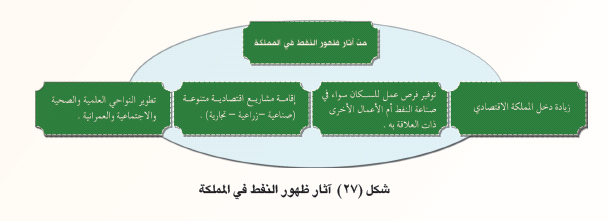 من آثار ظهور النفط في المملكة
زيادة دخل المملكة الاقتصادي
توفير فرص عمل للسكان سواء في
صناعة النفط أم الأعمال الأخرى
ذات العلاقة به .
إقامة مشاريع اقتصادية متنوعة
(صناعية – زراعية – تجارية) .
تطوير النواحي العلمية والصحية
والاجتماعية والعمرانية .
شكل (٢٧) آثار ظهور النفط في المملكة